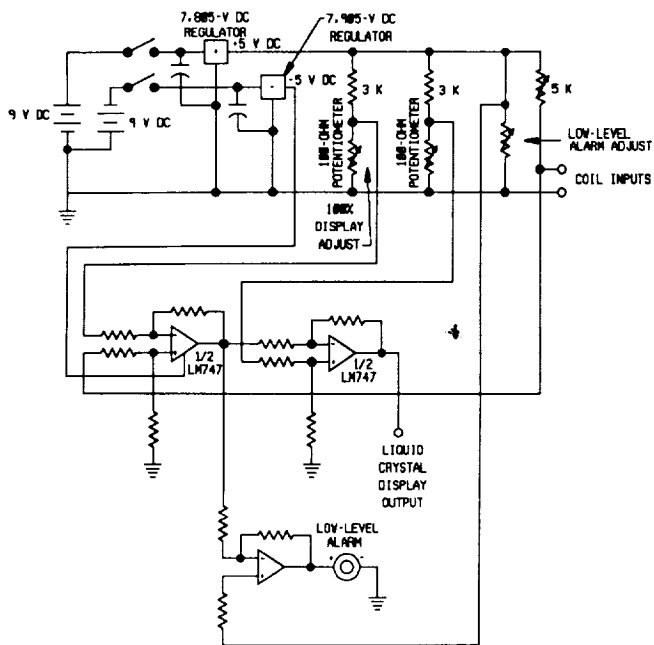 7.805-V DC
REGULATOR
7.905-V DC
REGULATOR
+5 V DC
-5 V DC
9 V DC
9 V DC
3 K
3 K
5 K
100-OHM
POTENTIOMETER
100-OHM
POTENTIOMETER
LOW-LEVEL
ALARM ADJUST
COIL INPUTS
100%
DISPLAY
ADJUST
-
+
1/2
LM747
-
+
1/2
LM747
LIQUID
CRYSTAL
DISPLAY
OUTPUT
LOW-LEVEL
ALARM
-
+
+
-